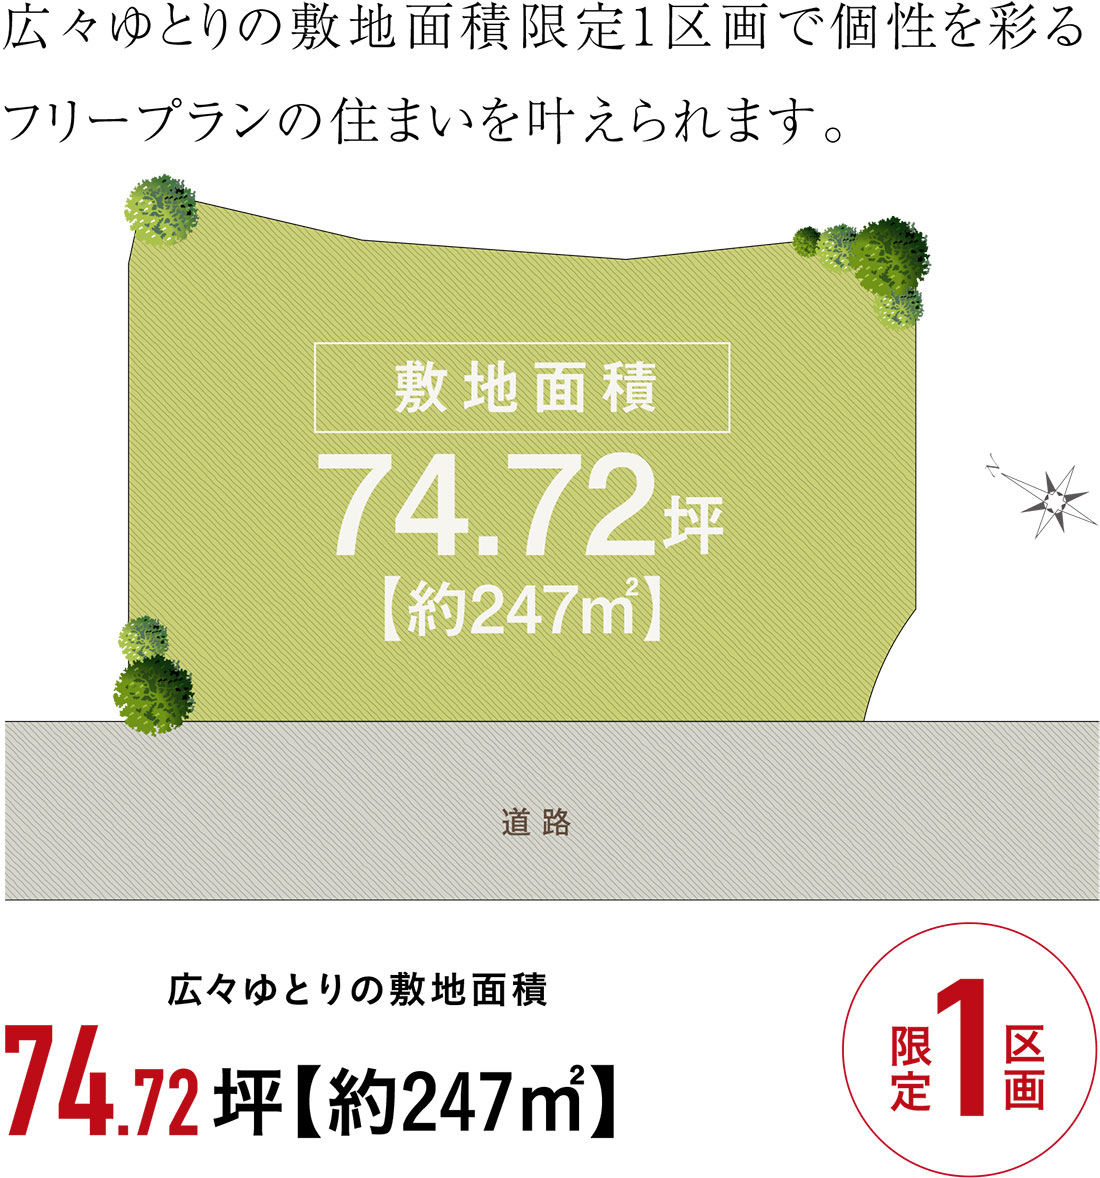 広々ゆとりの敷地面積限定1区画で個性を彩る
フリープランの住まいを叶えられます。
敷地面積
74.72坪
【約247㎡】
N
道路
広々ゆとりの敷地面積
74.72坪【約247㎡】
限定1区画